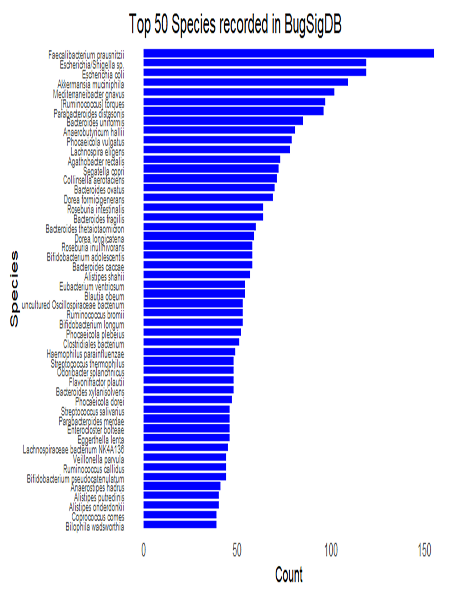 Top 50 Species recorded in BugSigDB
Faecalibacterium prausnitzii
Escherichia/Shigella sp.
Escherichia coli
Akkermansia muciniphila
Mediterraneibacter gnavus
[Ruminococcus] torques
Parabacteroides distasonis
Bacteroides uniformis
Anaerobutyricum hallii
Phocaeicola vulgatus
Lachnospira eligens
Agathobacter rectalis
Segatella copri
Collinsella aerofaciens
Bacteroides ovatus
Dorea formicigenerans
Roseburia intestinalis
Bacteroides fragilis
Bacteroides thetaiotaomicron
Dorea longicatena
Roseburia inulinivorans
Bifidobacterium adolescentis
Bacteroides caccae
Alistipes shahii
Eubacterium ventriosum
Blautia obeum
uncultured Oscillospiraceae bacterium
Ruminococcus bromii
Bifidobacterium longum
Phocaeicola plebeius
Clostridiales bacterium
Haemophilus parainfluenzae
Streptococcus thermophilus
Odoribacter splanchnicus
Flavonifractor plautii
Bacteroides xylanisolvens
Phocaeicola dorei
Streptococcus salivarius
Parabacteroides merdae
Enterocloster bolteae
Eggerthella lenta
Lachnospiraceae bacterium NK4A136
Veillonella parvula
Ruminococcus callidus
Bifidobacterium pseudocatenulatum
Anaerostipes hadrus
Alistipes putredinis
Alistipes onderdonkii
Coprococcus comes
Bilophila wadsworthia
Species
0 50 100 150
Count